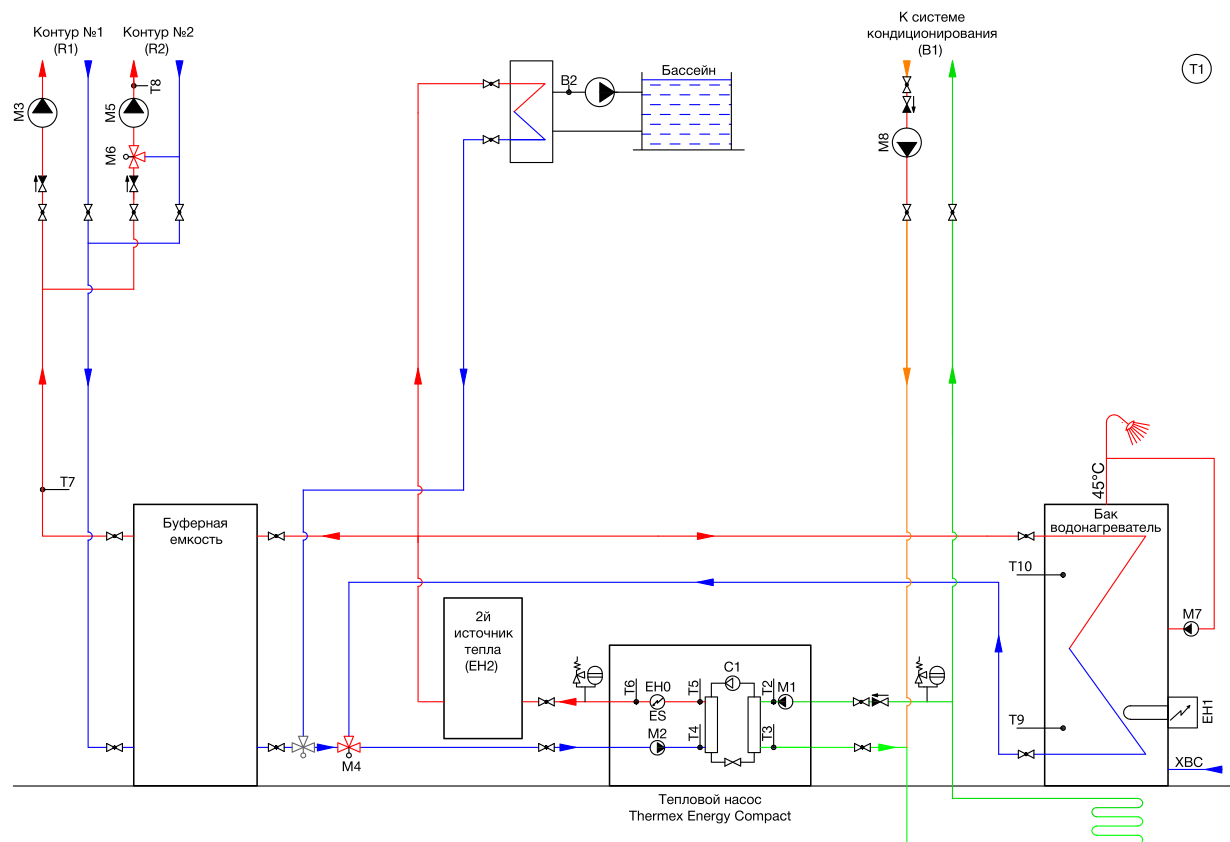 Контур №1
(R1)
Контур №2
(R2)
К системе
кондиционирования
(B1)
T1
Бассейн
B2
T8
M3
M5
M6
M8
T7
45°C
Буферная
емкость
Бак
водонагреватель
T10
2й
источник
тепла
(EH2)
M7
C1
T6
EH0
T5
T2
M1
ES
M2
T4
T3
T9
EH1
M4
ХВС
Тепловой насос
Thermex Energy Compact